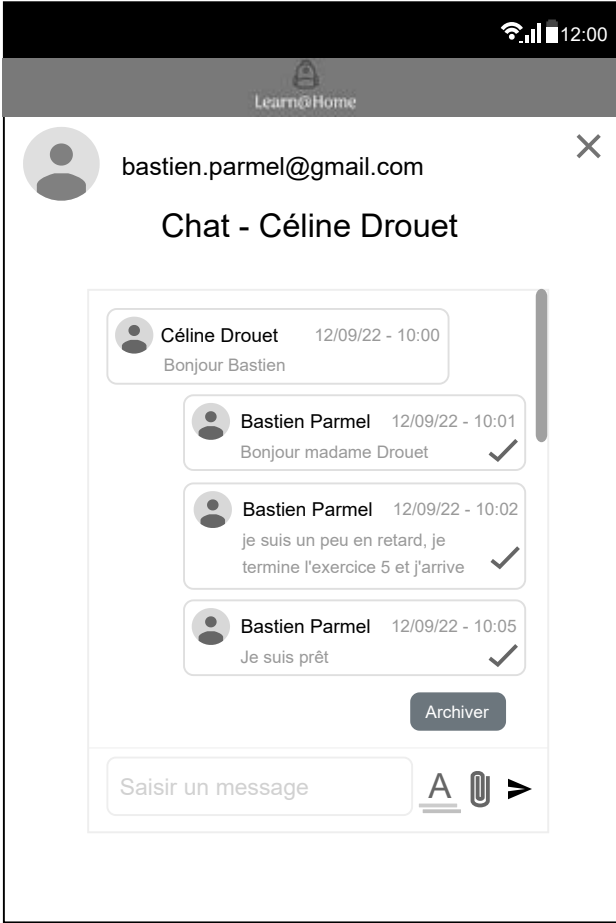 12:00
Learn@Home
bastien.parmel@gmail.com
Chat - Céline Drouet
Céline Drouet 12/09/22 - 10:00
Bonjour Bastien
Bastien Parmel 12/09/22 - 10:01
Bonjour madame Drouet
Bastien Parmel 12/09/22 - 10:02
je suis un peu en retard, je
termine l'exercice 5 et j'arrive
Bastien Parmel 12/09/22 - 10:05
Je suis prêt
Archiver
Saisir un message A